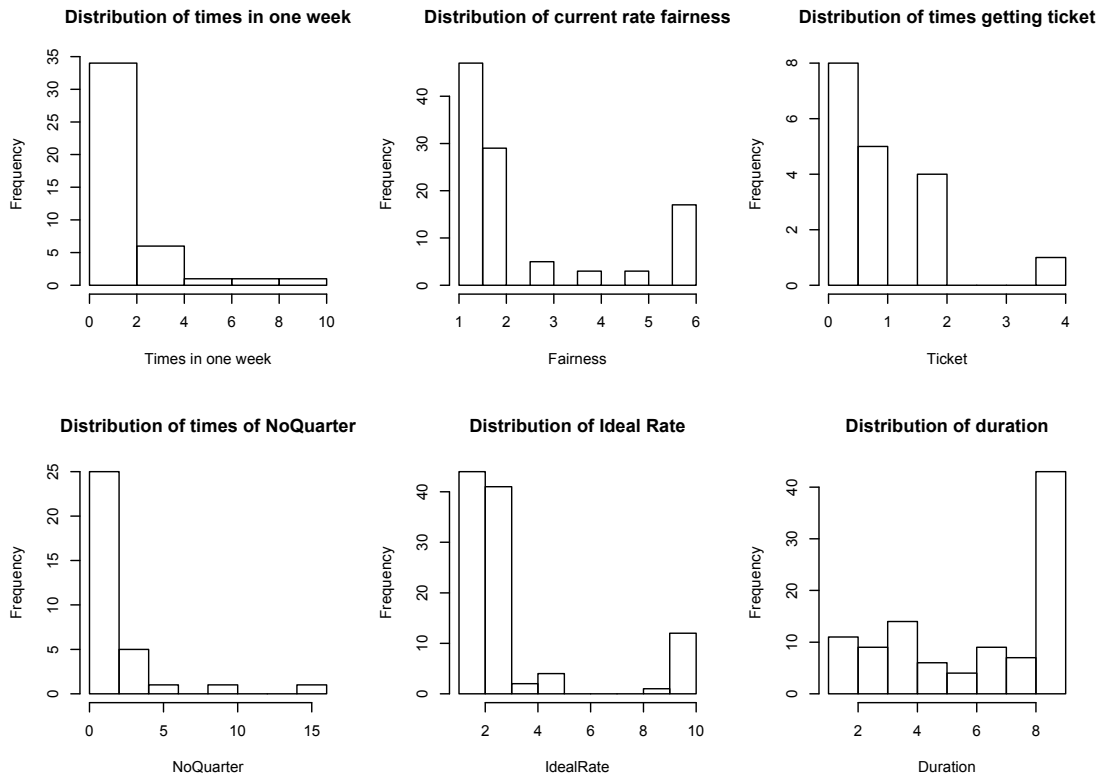 Distribution of times in one week
Frequency
0 5 10 15 20 25 30 35
0 2 4 6 8 10
Times in one week
Distribution of current rate fairness
Frequency
0 10 20 30 40
1 2 3 4 5 6
Fairness
Distribution of times getting ticket
Frequency
0 2 4 6 8
0 1 2 3 4
Ticket
Distribution of times of NoQuarter
Frequency
0 5 10 15 20 25
0 5 10 15
NoQuarter
Distribution of Ideal Rate
Frequency
0 10 20 30 40
2 4 6 8 10
IdealRate
Distribution of duration
Frequency
0 10 20 30 40
2 4 6 8
Duration